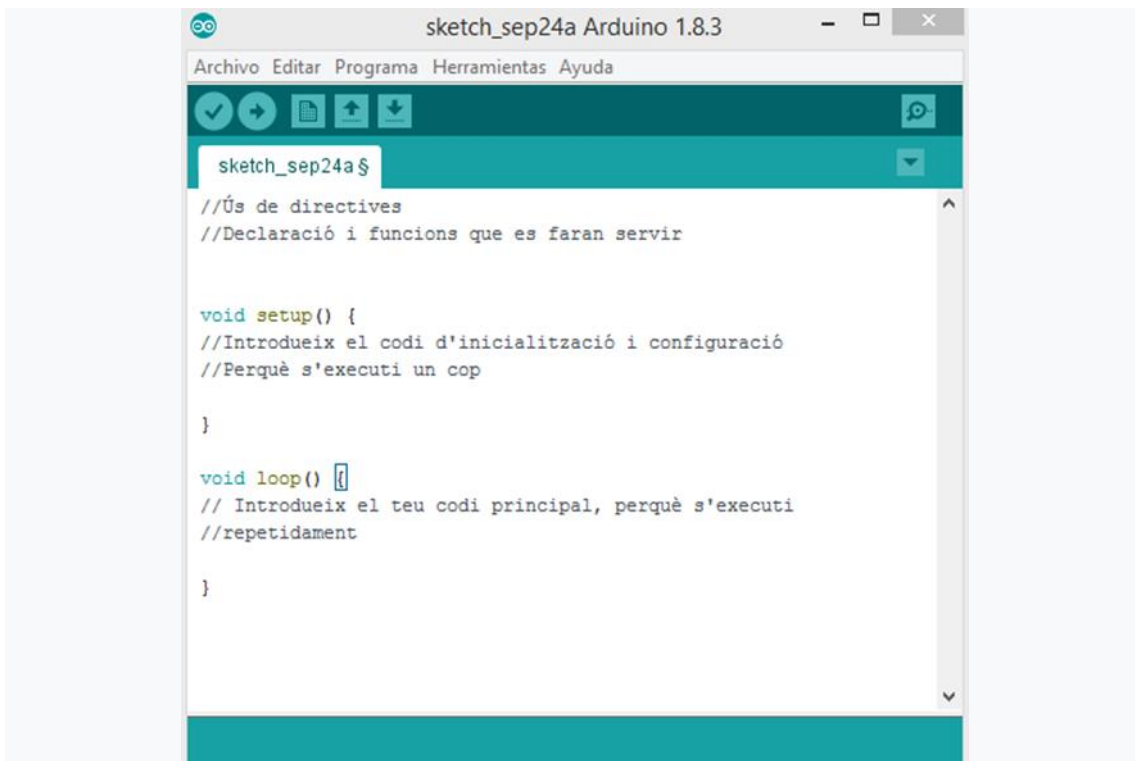 sketch_sep24a Arduino 1.8.3
Archivo Editar Programa Herramientas Ayuda
sketch_sep24a §
//Ús de directives
//Declaració i funcions que es faran servir
void setup() {
//Introdueix el codi d'inicialització i configuració
//Perquè s'executi un cop
}
void loop() {
// Introdueix el teu codi principal, perquè s'executi
//repetidament
}